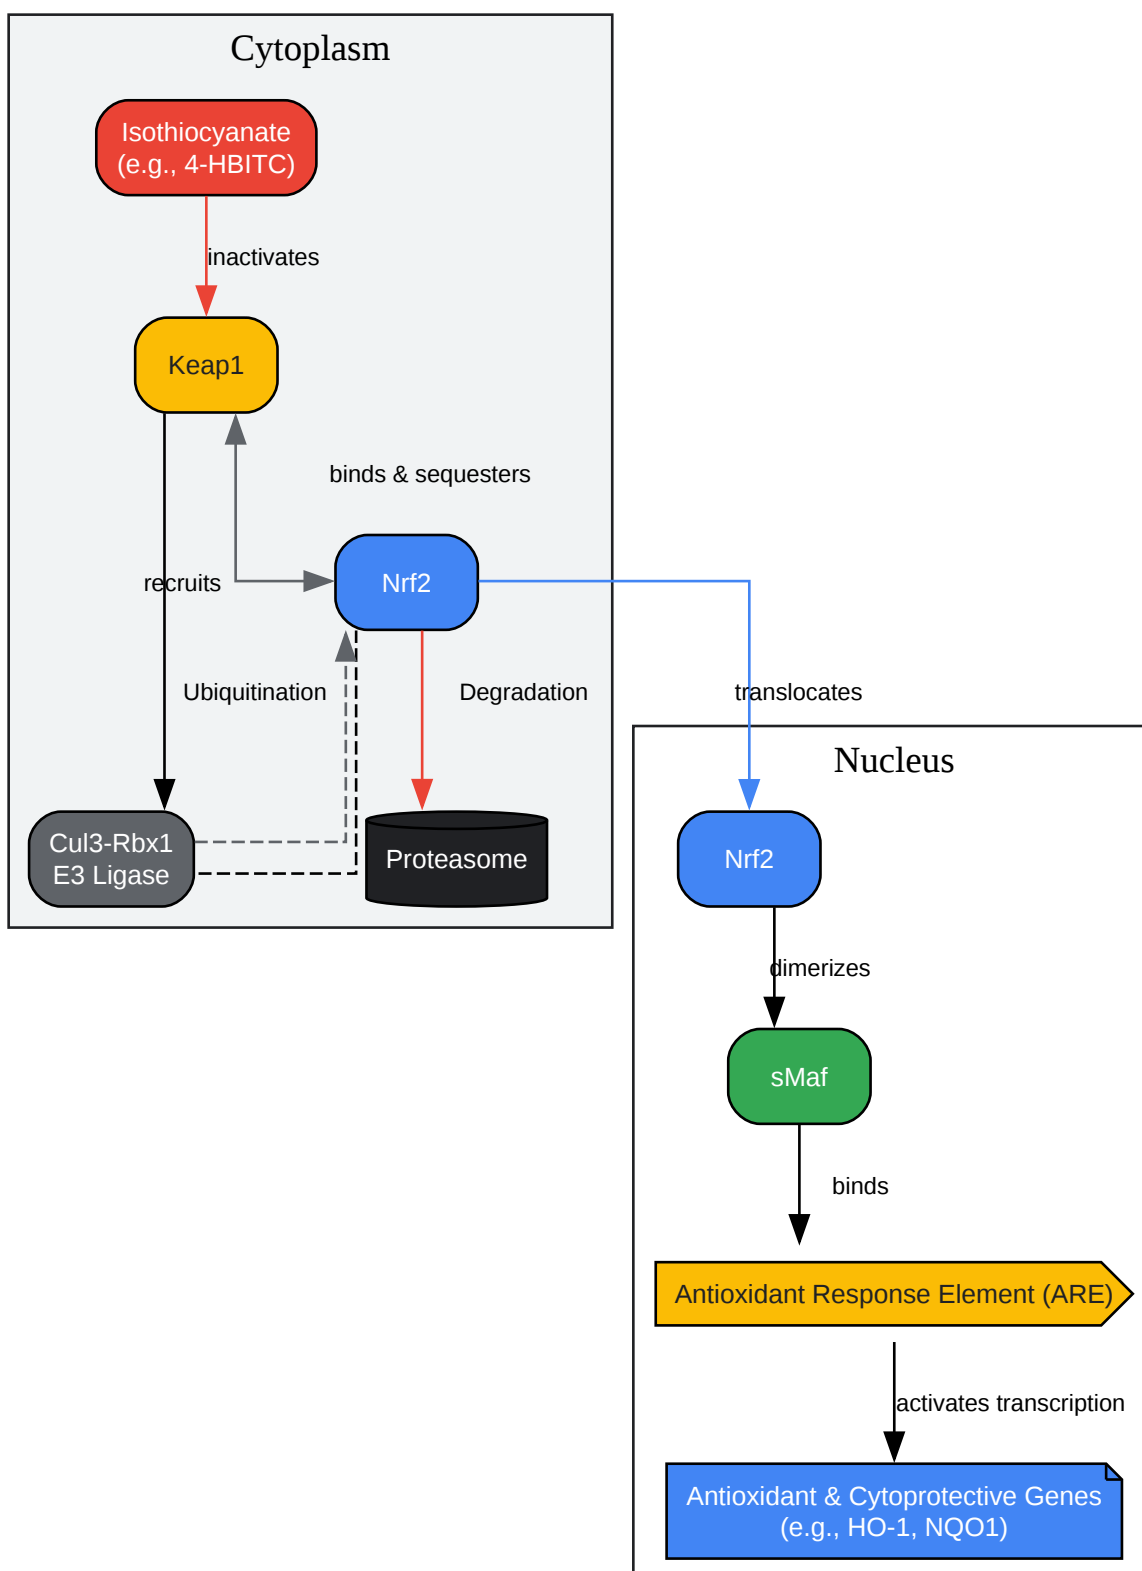 Cytoplasm
Isothiocyanate
(e.g., 4-HBITC)
inactivates
Keap1
binds & sequesters
recruits
Nrf2
Ubiquitination
Degradation
translocates
Cul3-Rbx1
E3 Ligase
Proteasome
Nucleus
Nrf2
dimerizes
sMaf
binds
Antioxidant Response Element (ARE)
activates transcription
Antioxidant & Cytoprotective Genes
(e.g., HO-1, NQO1)